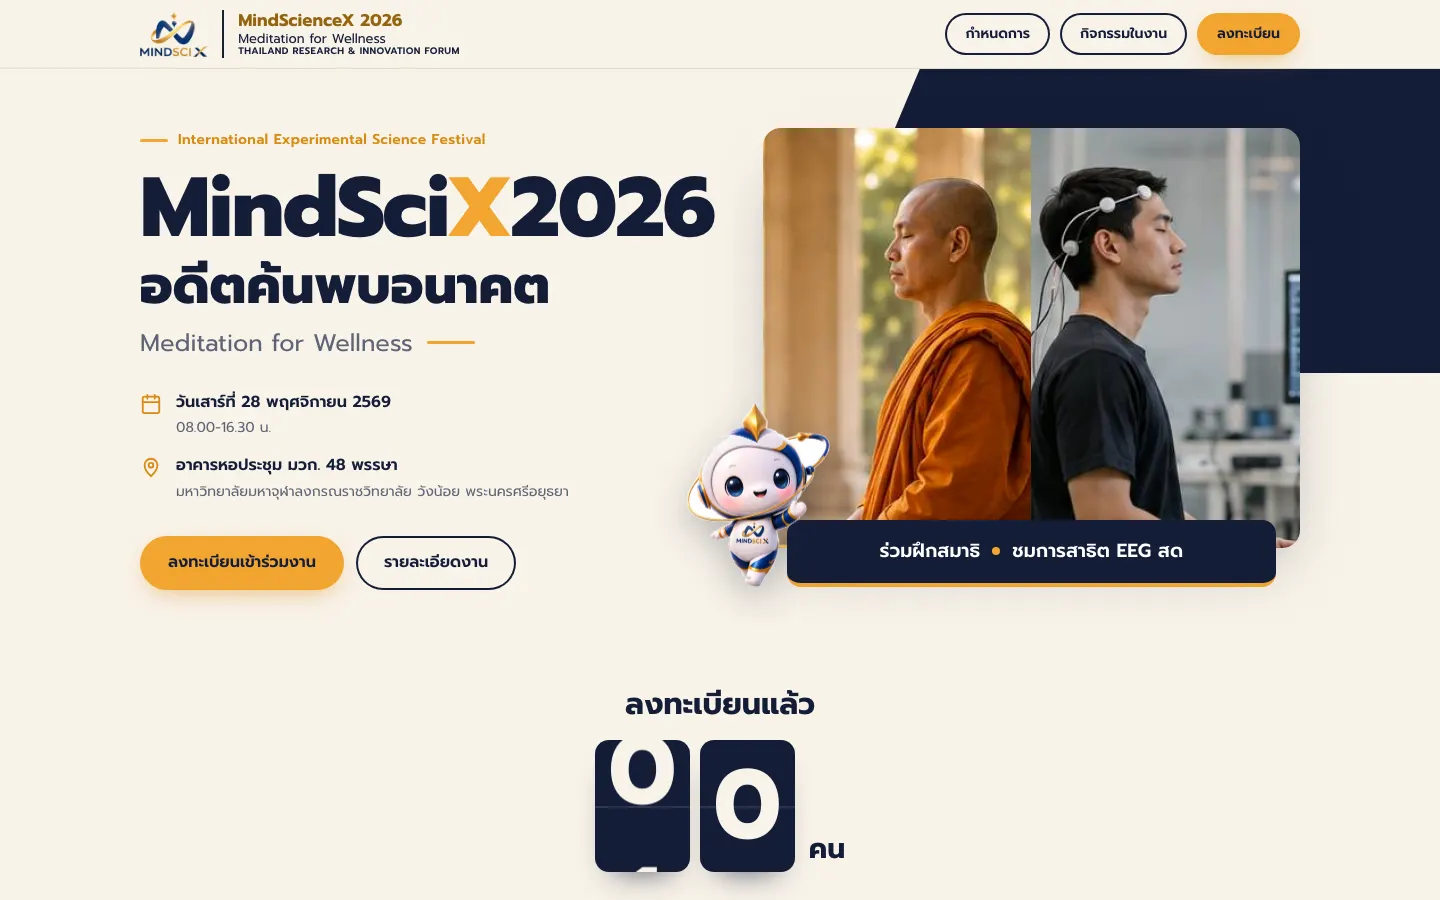 MINDSCI X
MindScienceX 2026
Meditation for Wellness
THAILAND RESEARCH & INNOVATION FORUM
กำหนดการ
กิจกรรมในงาน
ลงทะเบียน
International Experimental Science Festival
MindSciX2026
อดีตค้นพบอนาคต
Meditation for Wellness
วันเสาร์ที่ 28 พฤศจิกายน 2569
08.00-16.30 น.
อาคารหอประชุม มวก. 48 พรรษา
มหาวิทยาลัยมหาจุฬาลงกรณราชวิทยาลัย วังน้อย พระนครศรีอยุธยา
ลงทะเบียนเข้าร่วมงาน
รายละเอียดงาน
MINDSCI X
ร่วมฝึกสมาธิ • ชมการสาธิต EEG สด
ลงทะเบียนแล้ว
0 0 คน